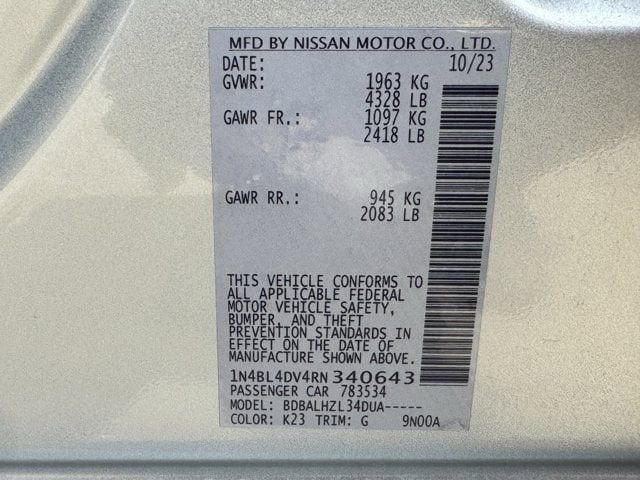 MFD BY NISSAN MOTOR CO., LTD.
DATE: 10/23
GVWR: 1963 KG
4328 LB
GAWR FR.: 1097 KG
2418 LB
GAWR RR.: 945 KG
2083 LB
THIS VEHICLE CONFORMS TO
ALL APPLICABLE FEDERAL
MOTOR VEHICLE SAFETY,
BUMPER, AND THEFT
PREVENTION STANDARDS IN
EFFECT ON THE DATE OF
MANUFACTURE SHOWN ABOVE.
1N4BL4DV4RN340643
PASSENGER CAR 783534
MODEL: BDBALHZL34DUA-----
COLOR: K23 TRIM: G 9N00A